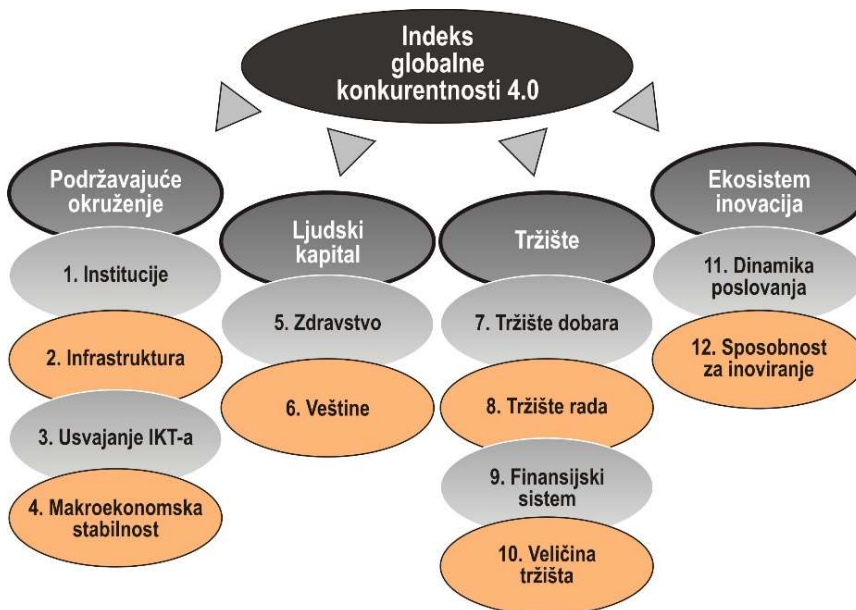 Indeks
globalne
konkurentnosti 4.0
Podržavajuće
okruženje
1. Institucije
2. Infrastruktura
3. Usvajanje IKT-a
4. Makroekonomska
stabilnost
Ljudski
kapital
5. Zdravstvo
6. Veštine
Tržište
7. Tržište dobara
8. Tržište rada
9. Finansijski
sistem
10. Veličina
tržišta
Ekosistem
inovacija
11. Dinamika
poslovanja
12. Sposobnost
za inoviranje